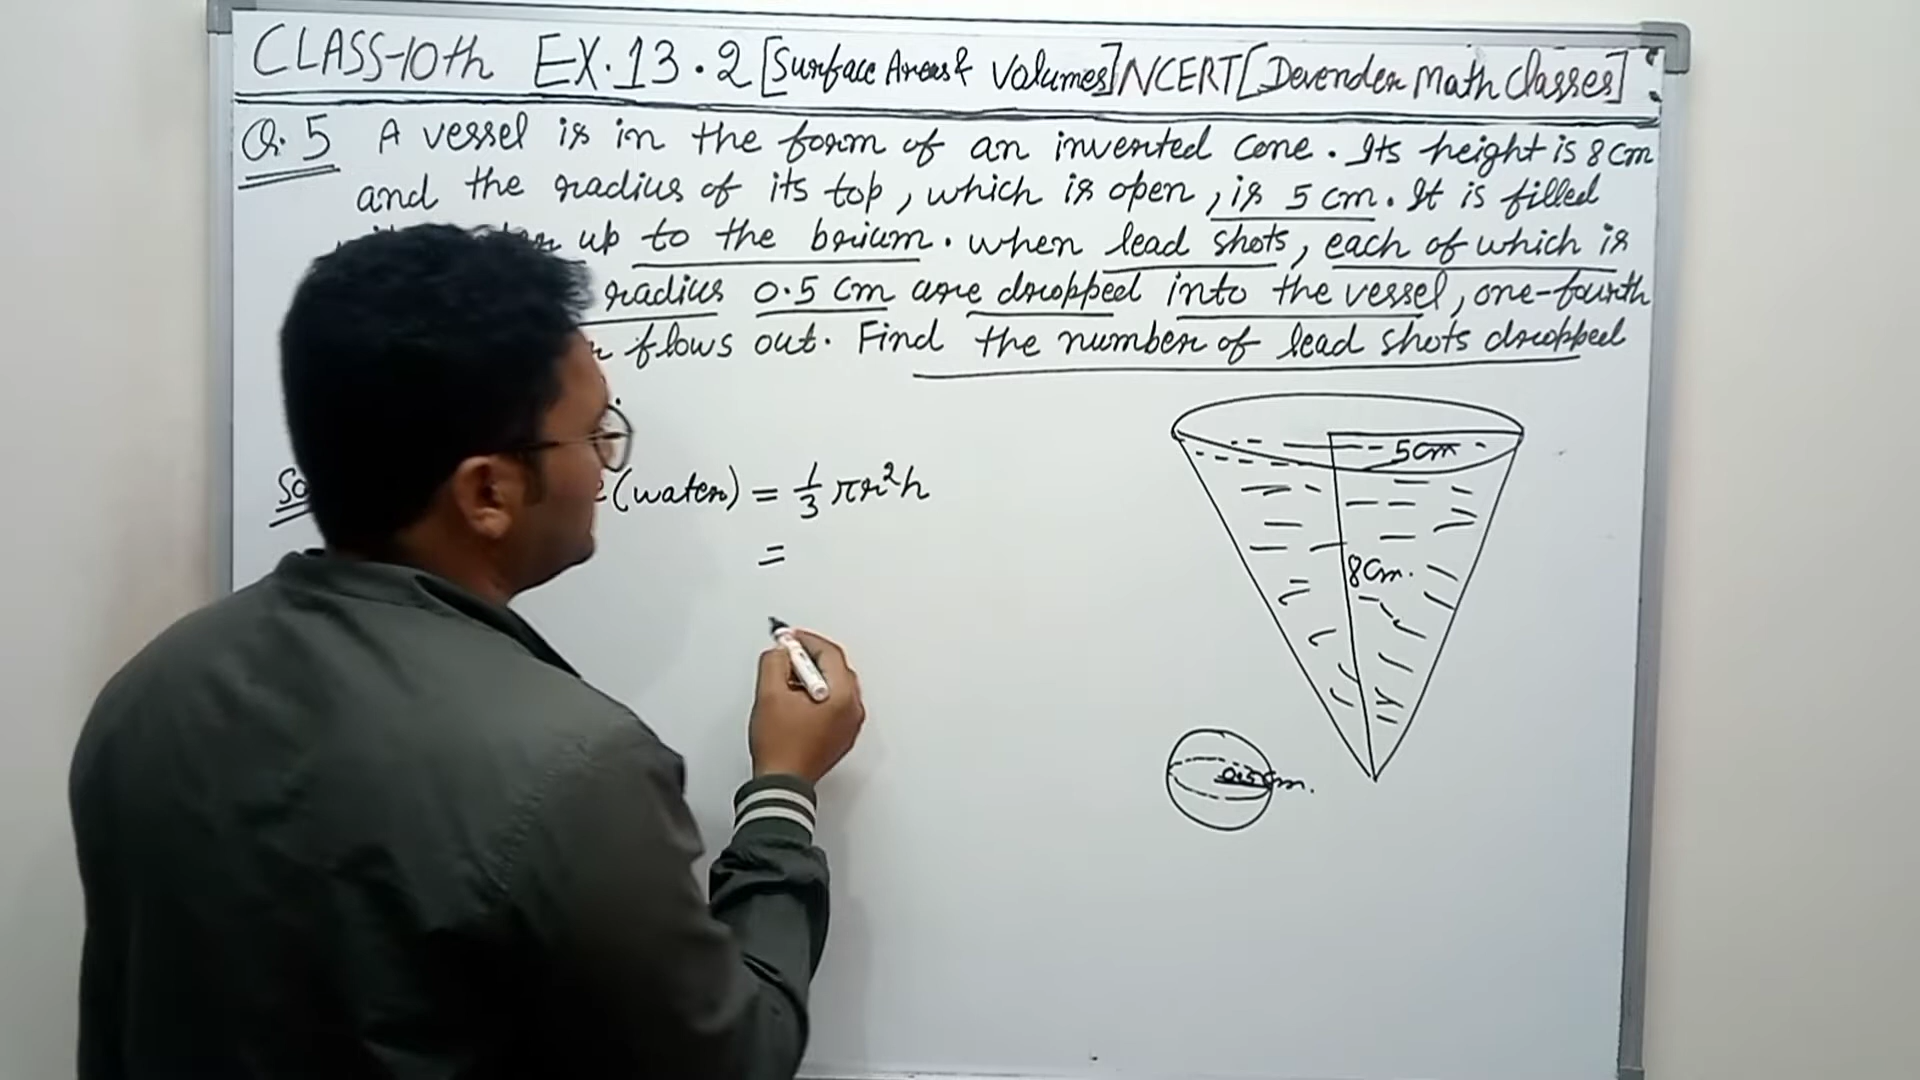 CLASS-10th EX.13.2 [Surface Areas & Volumes] NCERT [Devender Math Classes]
Q.5 A vessel is in the form of an inverted cone. Its height is 8 cm
and the radius of its top, which is open, is 5 cm. It is filled
up to the brium. when lead shots, each of which is
radius 0.5 cm are dropped into the vessel, one-fourth
flows out. Find the number of lead shots dropped
(water) = 1/3 πr²h
=
5cm
8cm.
0.5cm.